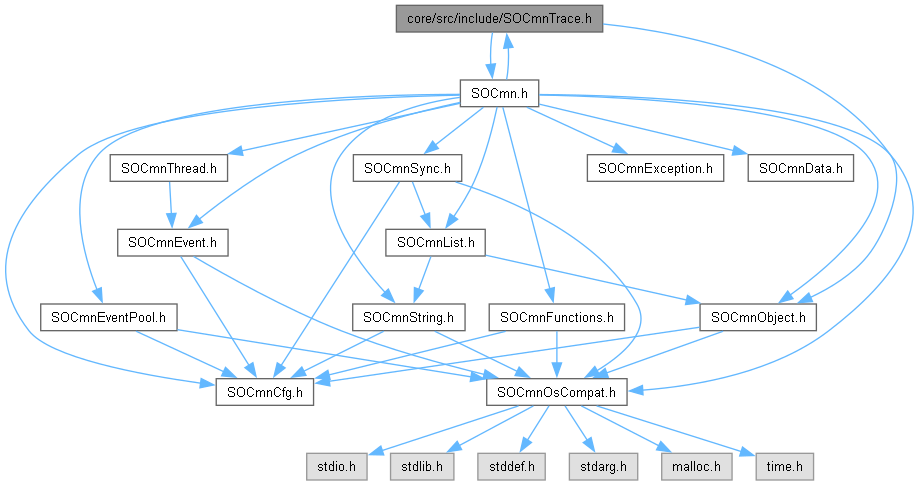 core/src/include/SOCmnTrace.h
SOCmn.h
SOCmnThread.h
SOCmnSync.h
SOCmnException.h
SOCmnData.h
SOCmnEvent.h
SOCmnList.h
SOCmnEventPool.h
SOCmnString.h
SOCmnFunctions.h
SOCmnObject.h
SOCmnCfg.h
SOCmnOsCompat.h
stdio.h
stdlib.h
stddef.h
stdarg.h
malloc.h
time.h